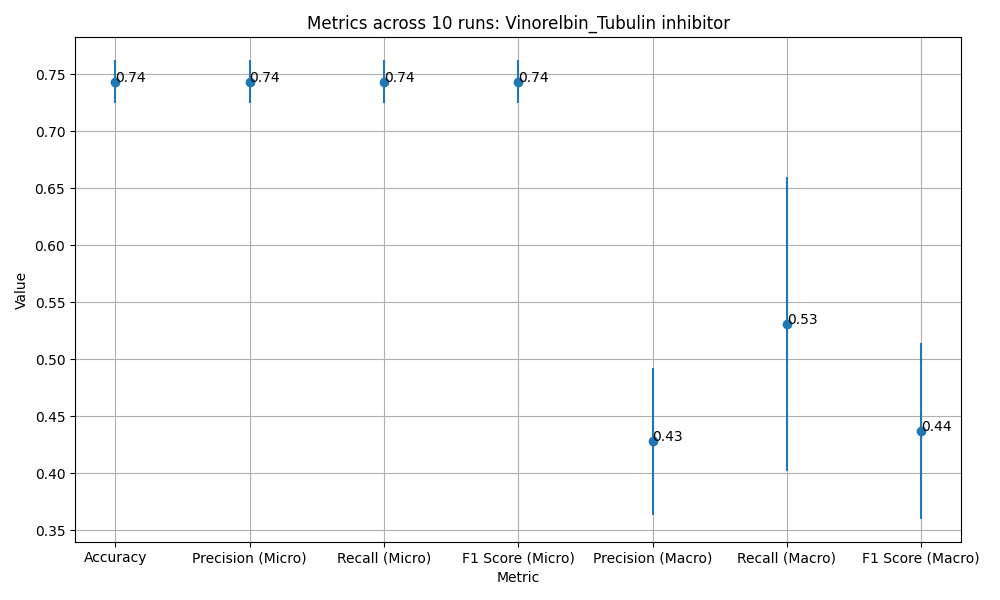 Metrics across 10 runs: Vinorelbin_Tubulin inhibitor
Value
0.75
0.70
0.65
0.60
0.55
0.50
0.45
0.40
0.35
0.74
0.74
0.74
0.74
0.43
0.53
0.44
Accuracy
Precision (Micro)
Recall (Micro)
F1 Score (Micro)
Precision (Macro)
Recall (Macro)
F1 Score (Macro)
Metric